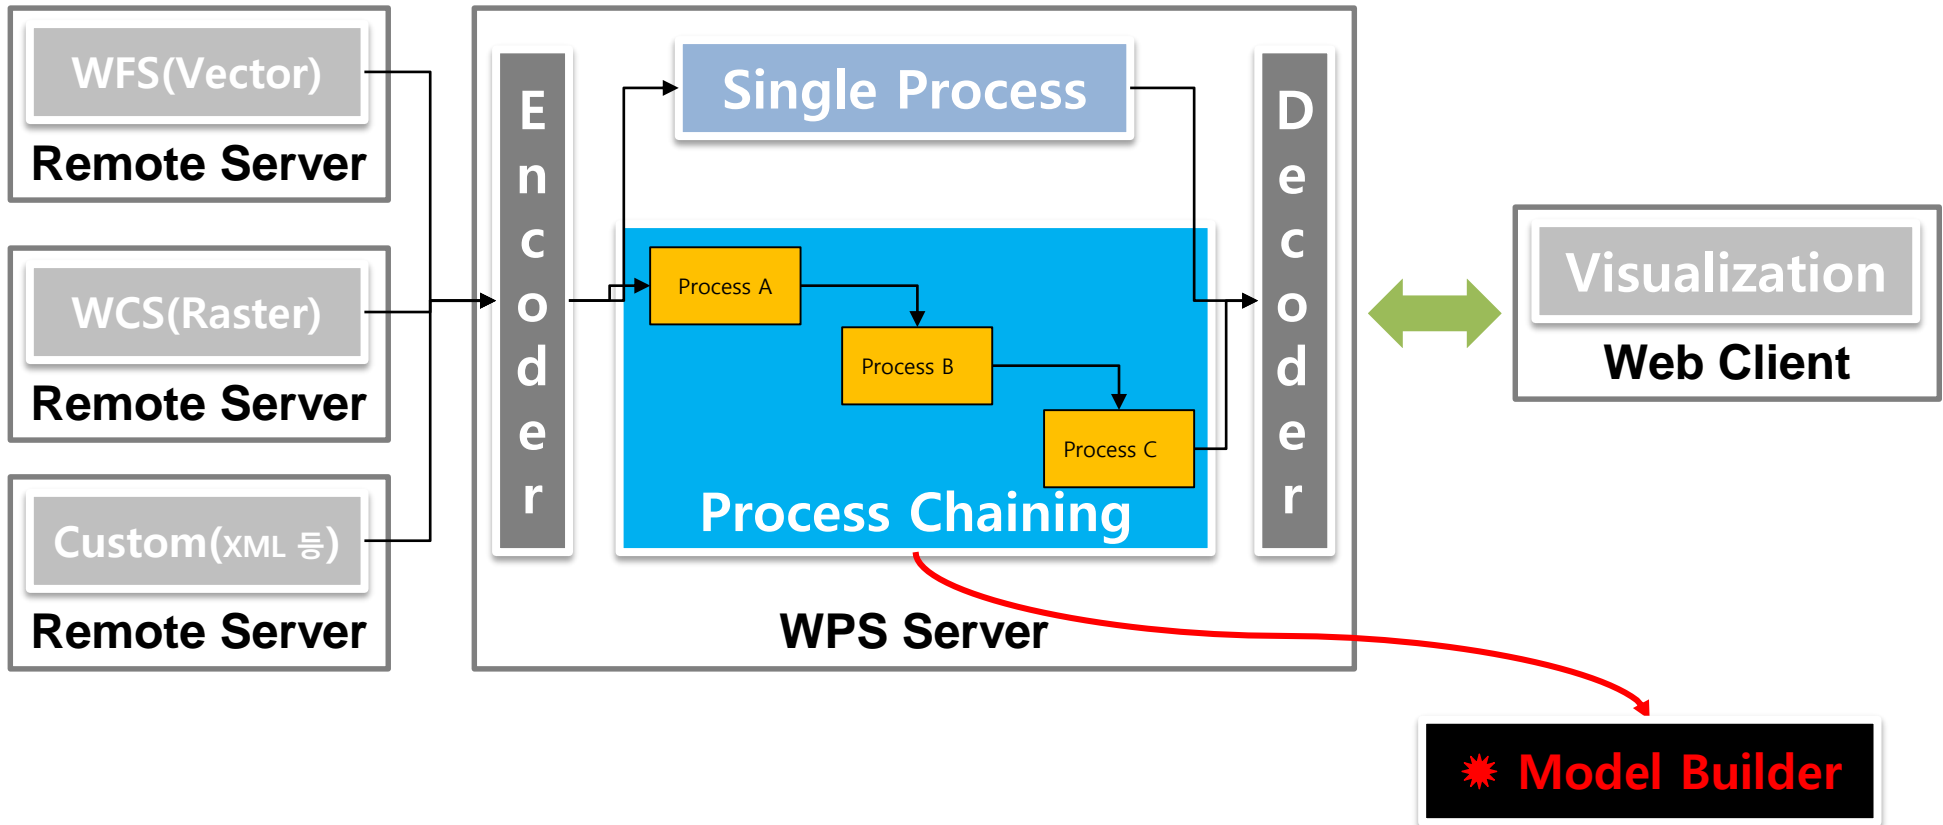 WFS(Vector)
Remote Server
WCS(Raster)
Remote Server
Custom(XML 등)
Remote Server
Encoder
Single Process
Process A
Process B
Process C
Process Chaining
Decoder
WPS Server
Visualization
Web Client
✹ Model Builder